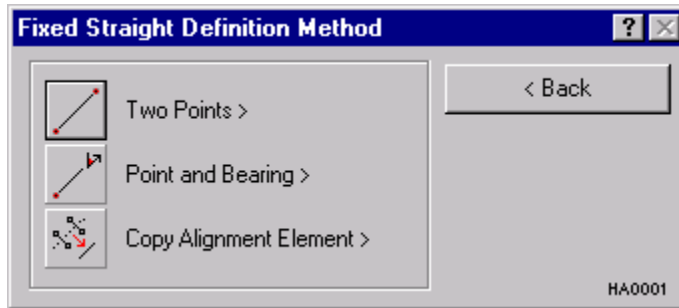 Fixed Straight Definition Method
?
< Back
Two Points >
Point and Bearing >
Copy Alignment Element >
HA0001